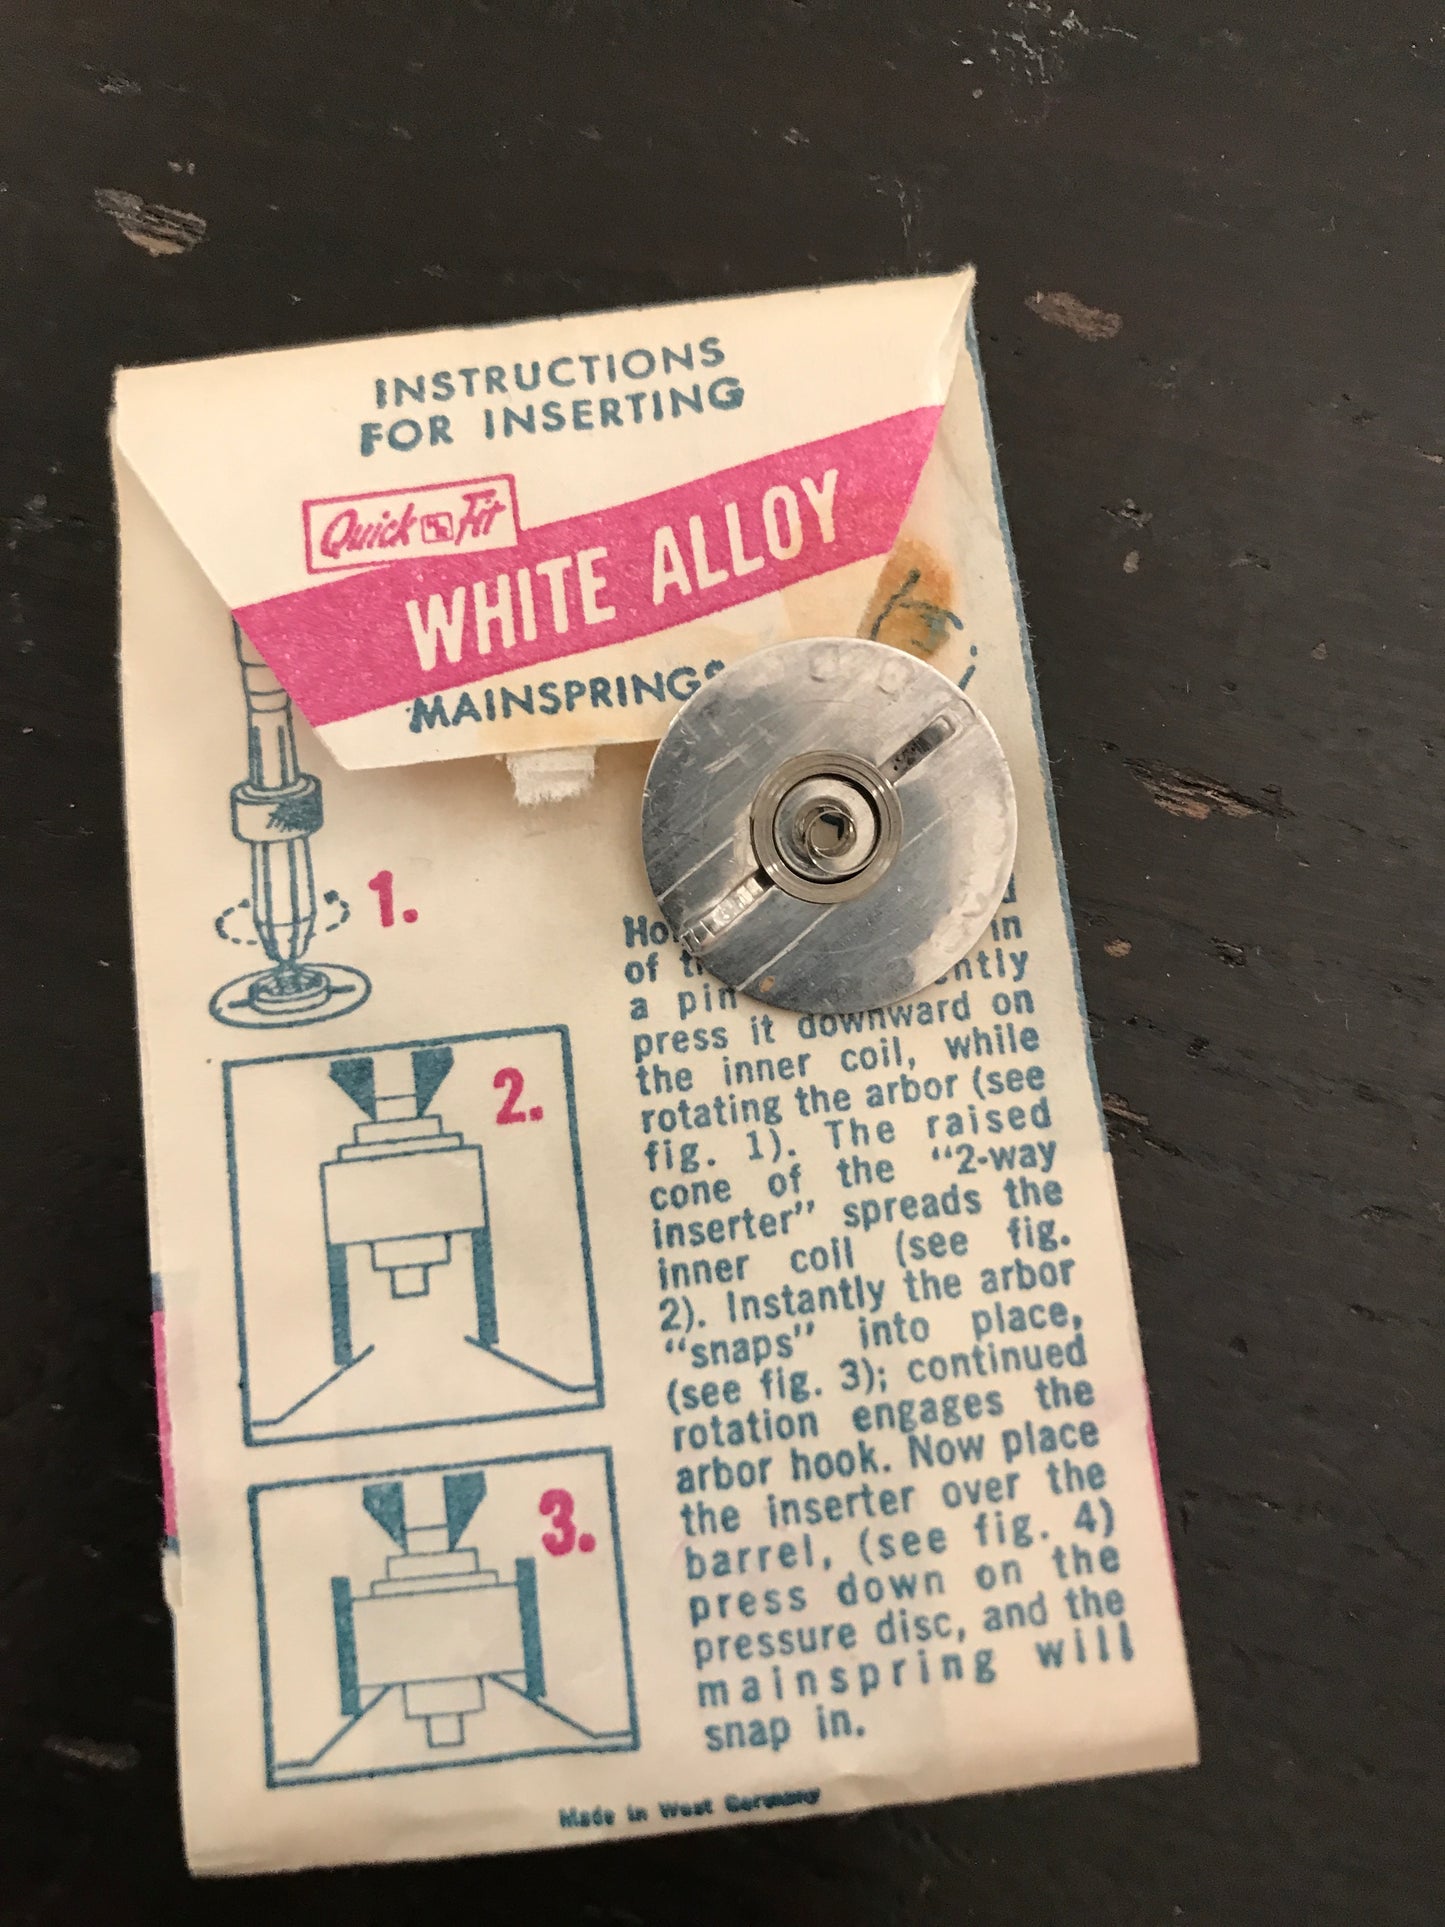 INSTRUCTIONS
FOR INSERTING
Quick Fit
WHITE ALLOY
MAINSPRINGS
1.
2.
3.
in
of
a pin
press it downward on
the inner coil, while
rotating the arbor (see
fig. 1). The raised
cone of the “2-way
inserter” spreads the
inner coil (see fig.
2). Instantly the arbor
“snaps” into place,
(see fig. 3); continued
rotation engages the
arbor hook. Now place
the inserter over the
barrel, (see fig. 4)
press down on the
pressure disc, and the
mainspring will
snap in.
Made in West Germany